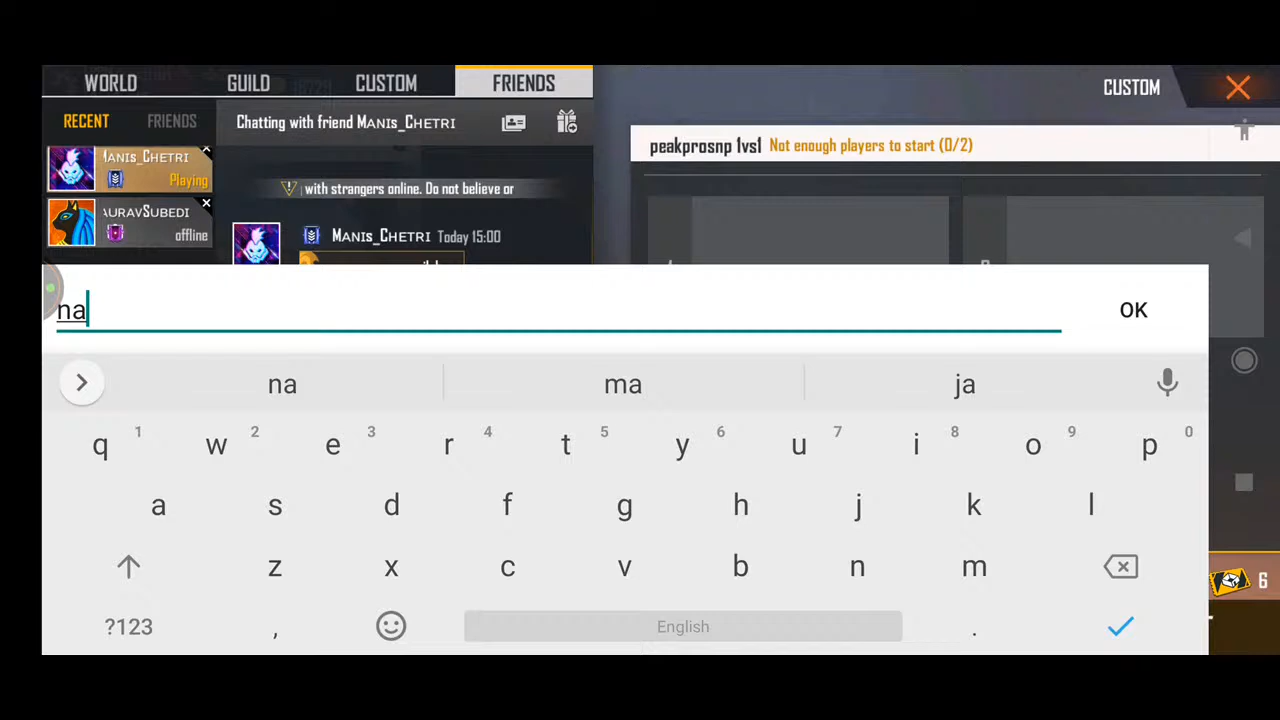 WORLD GUILD CUSTOM FRIENDS
CUSTOM
RECENT FRIENDS
Chatting with friend Manis_Chetri
peakprosnp 1vs1 Not enough players to start (0/2)
anis_Chetri
Playing
with strangers online. Do not believe or
auravSubedi
offline
Manis_Chetri Today 15:00
na
OK
na ma ja
q 1 w 2 e 3 r 4 t 5 y 6 u 7 i 8 o 9 p 0
a s d f g h j k l
z x c v b n m
6
?123 , English .